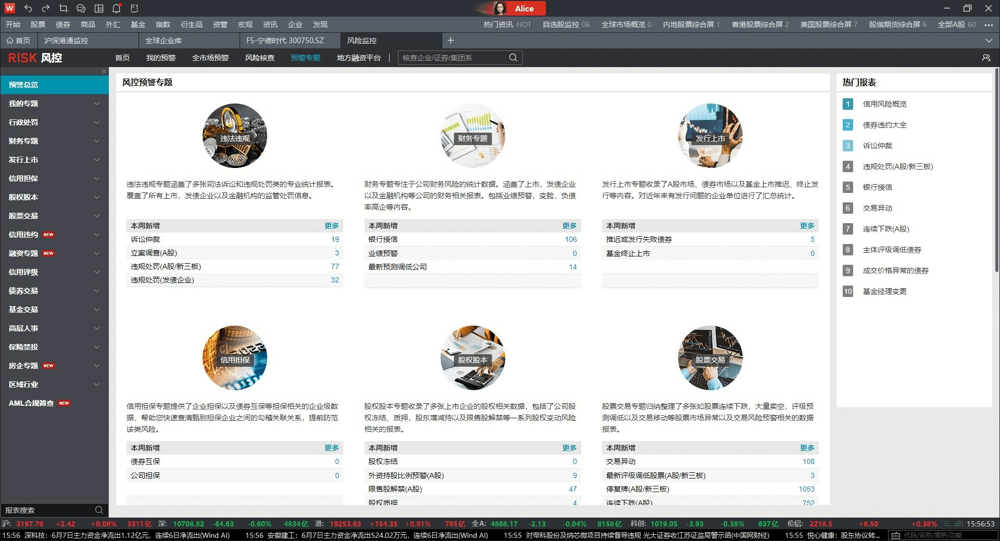 W
Alice
开始 股票 债券 商品 外汇 基金 指数 衍生品 资管 宏观 资讯 企业 发现 热门资讯 HOT 自选股监控 06 全球市场概览 0 内地股票综合屏 1 香港股票综合屏 2 美国股票综合屏 7 股指期货综合屏 6 全部A股 60 ...
首页 沪深港通监控 全球企业库 F5-宁德时代 300750.SZ 风险监控 +
RISK 风控 首页 我的预警 全市场预警 风险核查 预警专题 地方融资平台 | 核查企业/证券/集团系
«
预警总览
我的专题
行政处罚
财务专题
发行上市
信用担保
股权股本
股票交易
信用违约 NEW
融资专题 NEW
信用评级
债券交易
基金交易
高层人事
保险禁投
房企专题 NEW
区域行业
AML合规筛查 NEW
报表搜索
风控预警专题
违法违规
违法违规专题涵盖了多张司法诉讼和违规处罚类的专业统计报表。
覆盖了所有上市，发债企业以及金融机构的监管处罚信息。
本周新增 更多
诉讼仲裁 19
立案调查(A股) 3
违规处罚(A股/新三板) 77
违规处罚(发债企业) 32
财务专题
财务专题专注于公司财务风险的统计数据。涵盖了上市，发债企业
以及金融机构等公司的财务相关报表。包括业绩预警，变脸，负债
率高企等内容。
本周新增 更多
银行授信 106
业绩预警 0
最新预测调低公司 14
发行上市
发行上市专题收录了A股市场、债券市场以及基金上市推迟、终止发
行等内容。对近年来有发行问题的企业单位进行了汇总统计。
本周新增 更多
推迟或发行失败债券 5
基金终止上市 0
信用担保
信用担保专题提供了企业担保以及债券互保等担保相关的企业级数
据，帮助您快速查清甄别担保企业之间的勾稽关联关系，提前防范
该类风险。
本周新增 更多
债券互保 0
公司担保 0
股权股本
股权股本专题收录了多张上市企业的股权相关数据，包括了公司股
权冻结、质押，股东增减持以及限售股解禁等一系列股权变动风险
相关的报表。
本周新增 更多
股权冻结 0
外资持股比例预警(A股) 9
限售股解禁(A股) 47
股权质押 4
股票交易
股票交易专题归纳整理了多张如股票连续下跌，大量卖空，评级预
测调低以及交易移动等股票市场异常以及交易风险预警相关的数据
报表。
本周新增 更多
交易异动 108
最新评级调低股票(A股/新三板) 3
停复牌(A股/新三板) 1053
连续下跌(A股) 752
热门报表
1 信用风险概览
2 债券违约大全
3 诉讼仲裁
4 违规处罚(A股/新三板)
5 银行授信
6 交易异动
7 连续下跌(A股)
8 主体评级调低债券
9 成交价格异常的债券
10 基金经理变更
沪: 3197.76 +2.42 +0.08% 3311亿 深: 10708.82 -64.63 -0.60% 4834亿 港: 19253.63 +154.35 +0.81% 785亿 全A: 4868.17 -2.13 -0.04% 8158亿 科创: 1019.05 -3.93 -0.38% 637亿 伦铝: 2218.5 +8.50 +0.38% 15:56:53
15:56 深科技：6月7日主力资金净流出1.12亿元，连续6日净流出(Wind AI) 15:56 安徽建工：6月7日主力资金净流出524.02万元，连续6日净流出(Wind AI) 15:55 对帝科股份及纳芯微项目持续督导违规 光大证券收江苏证监局警示函(中国网财经) 15:55 悦心健康：股东协议转... 代码/名称/简拼/功能